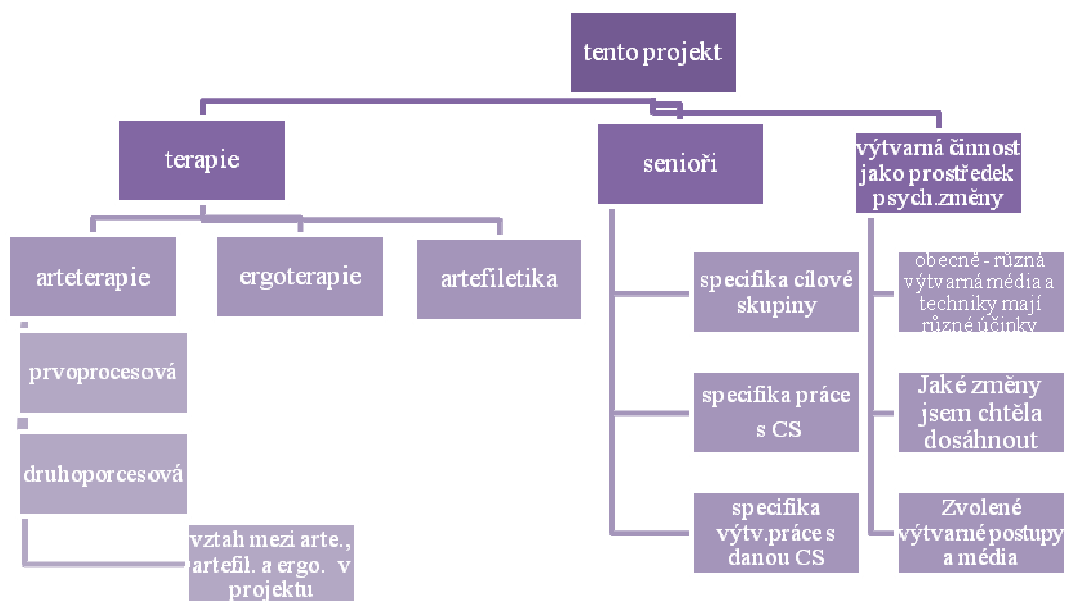 tento projekt
terapie
senioři
výtvarná činnost
jako prostředek
psych.změny
arteterapie
ergoterapie
artefiletika
prvoprocesová
druhoporcesová
vztah mezi arte.,
artefil. a ergo. v
projektu
specifika cílové
skupiny
specifika práce
s CS
specifika
výtv.práce s
danou CS
obecně - různá
výtvarná média a
techniky mají
různé účinky
Jaké změny
jsem chtěla
dosáhnout
Zvolené
výtvarné postupy
a média